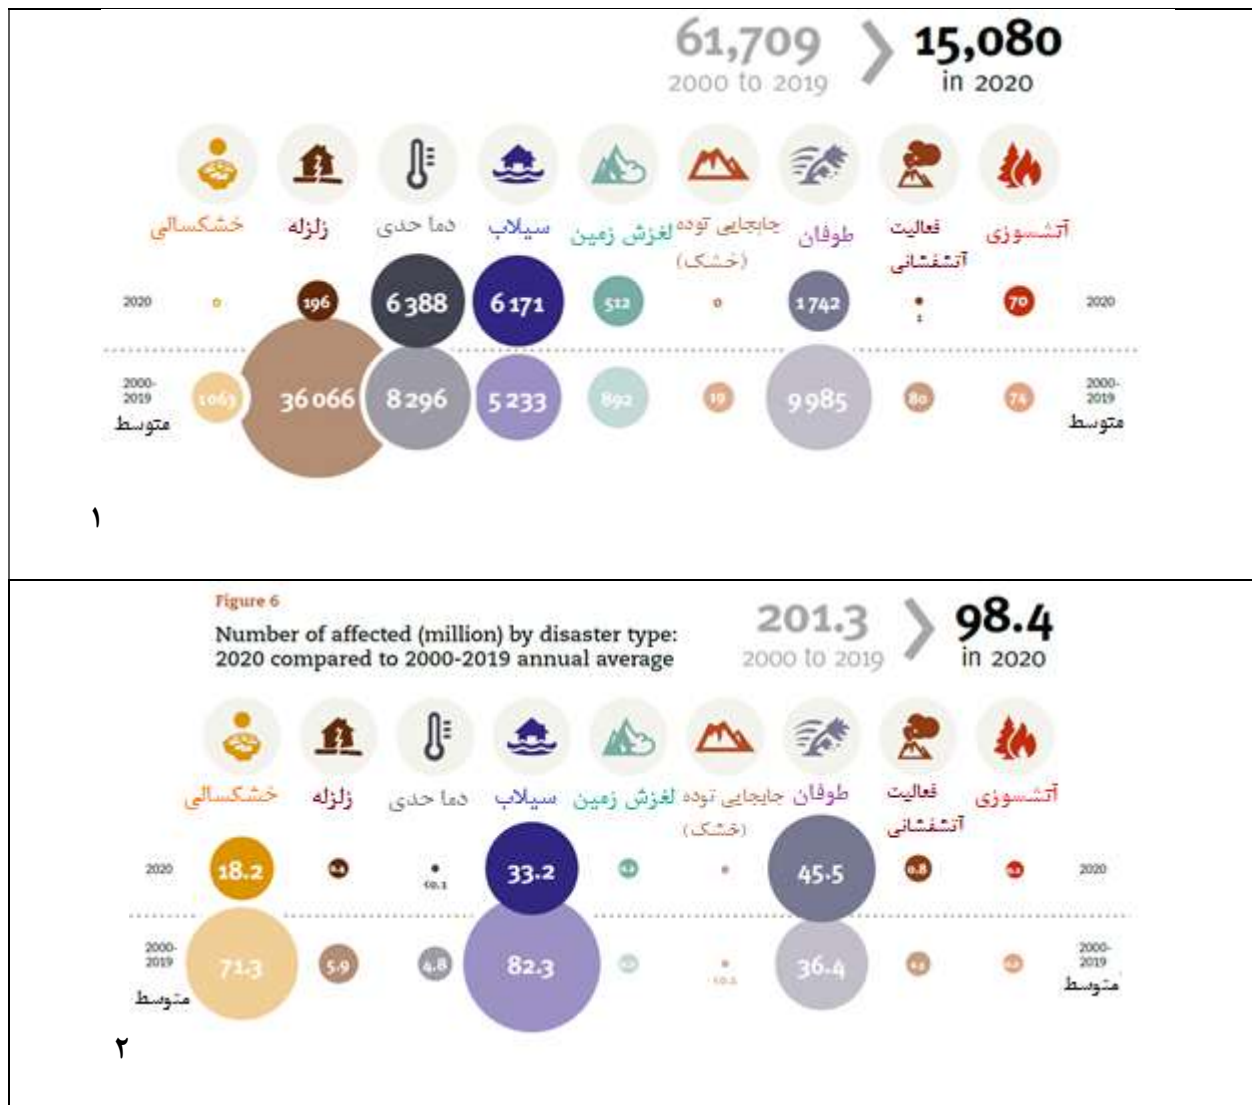 61,709
2000 to 2019
15,080
in 2020
خشکسالی
زلزله
دما حدی
سیلاب
لغزش زمین
جابجایی توده
(خشک)
طوفان
فعالیت
آتشفشانی
آتشسوزی
2020
0
196
6 388
6 171
512
0
1 742
1
70
2020
2000-
2019
متوسط
1063
36 066
8 296
5 233
892
19
9 985
80
74
2000-
2019
متوسط
۱
Figure 6
Number of affected (million) by disaster type:
2020 compared to 2000-2019 annual average
201.3
2000 to 2019
98.4
in 2020
خشکسالی
زلزله
دما حدی
سیلاب
لغزش زمین
جابجایی توده
(خشک)
طوفان
فعالیت
آتشفشانی
آتشسوزی
2020
18.2
<0.1
33.2
45.5
0.8
2020
2000-
2019
متوسط
71.3
5.9
4.8
82.3
36.4
2000-
2019
متوسط
۲